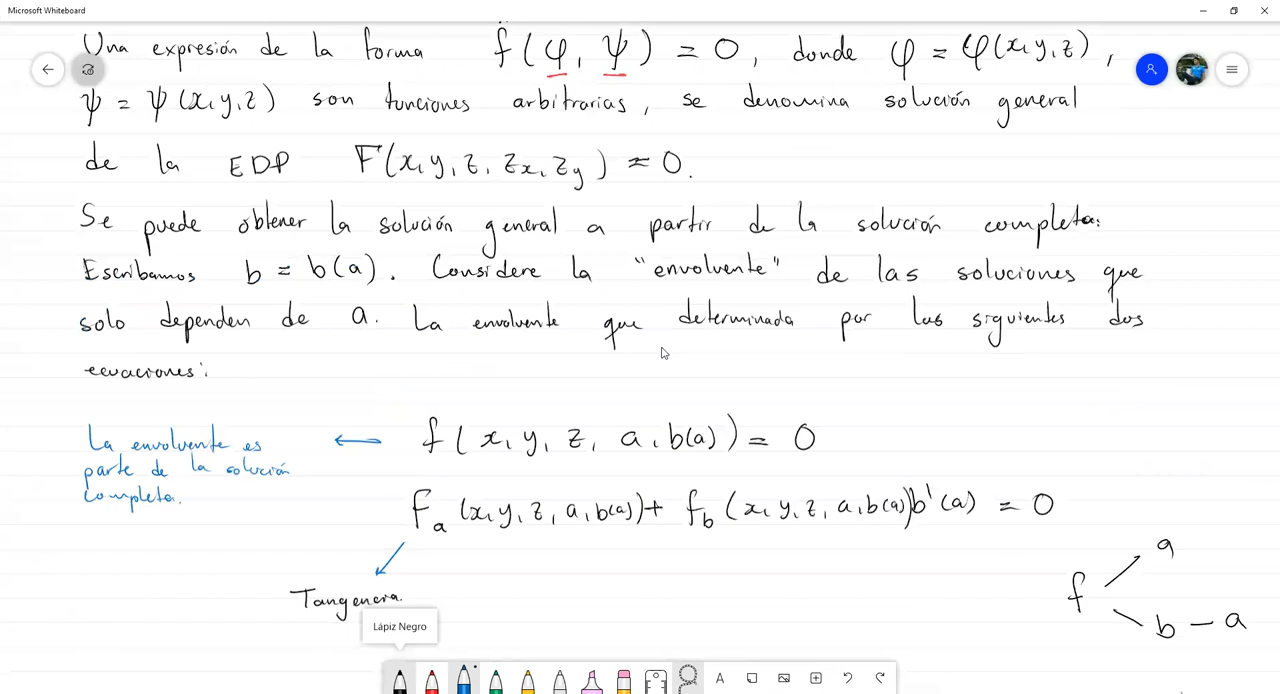 Microsoft Whiteboard
Una expresión de la forma f(φ, ψ) = 0, donde φ = φ(x,y,z),
ψ = ψ(x,y,z) son funciones arbitrarias, se denomina solución general
de la EDP F(x,y,z,zx,zy) = 0.
Se puede obtener la solución general a partir de la solución completa:
Escribamos b = b(a). Considere la "envolvente" de las soluciones que
solo dependen de a. La envolvente que determinada por las siguientes dos
ecuaciones:
La envolvente es
parte de la solución
completa.
← f(x,y,z,a,b(a)) = 0
fa(x,y,z,a,b(a)) + fb(x,y,z,a,b(a))b'(a) = 0
Tangencia.
f
a
b – a
Lápiz Negro
A